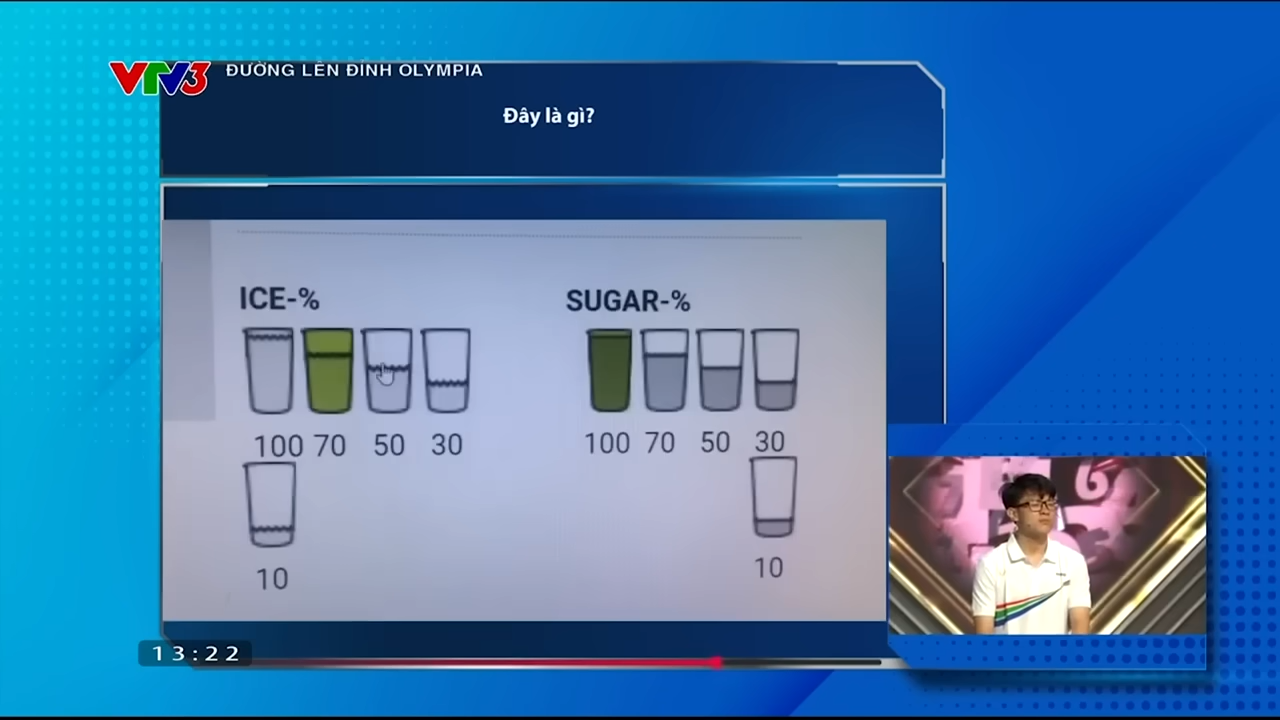 VTV3
ĐƯỜNG LÊN ĐỈNH OLYMPIA
Đây là gì?
ICE-%
SUGAR-%
100 70 50 30
100 70 50 30
10
10
13:22